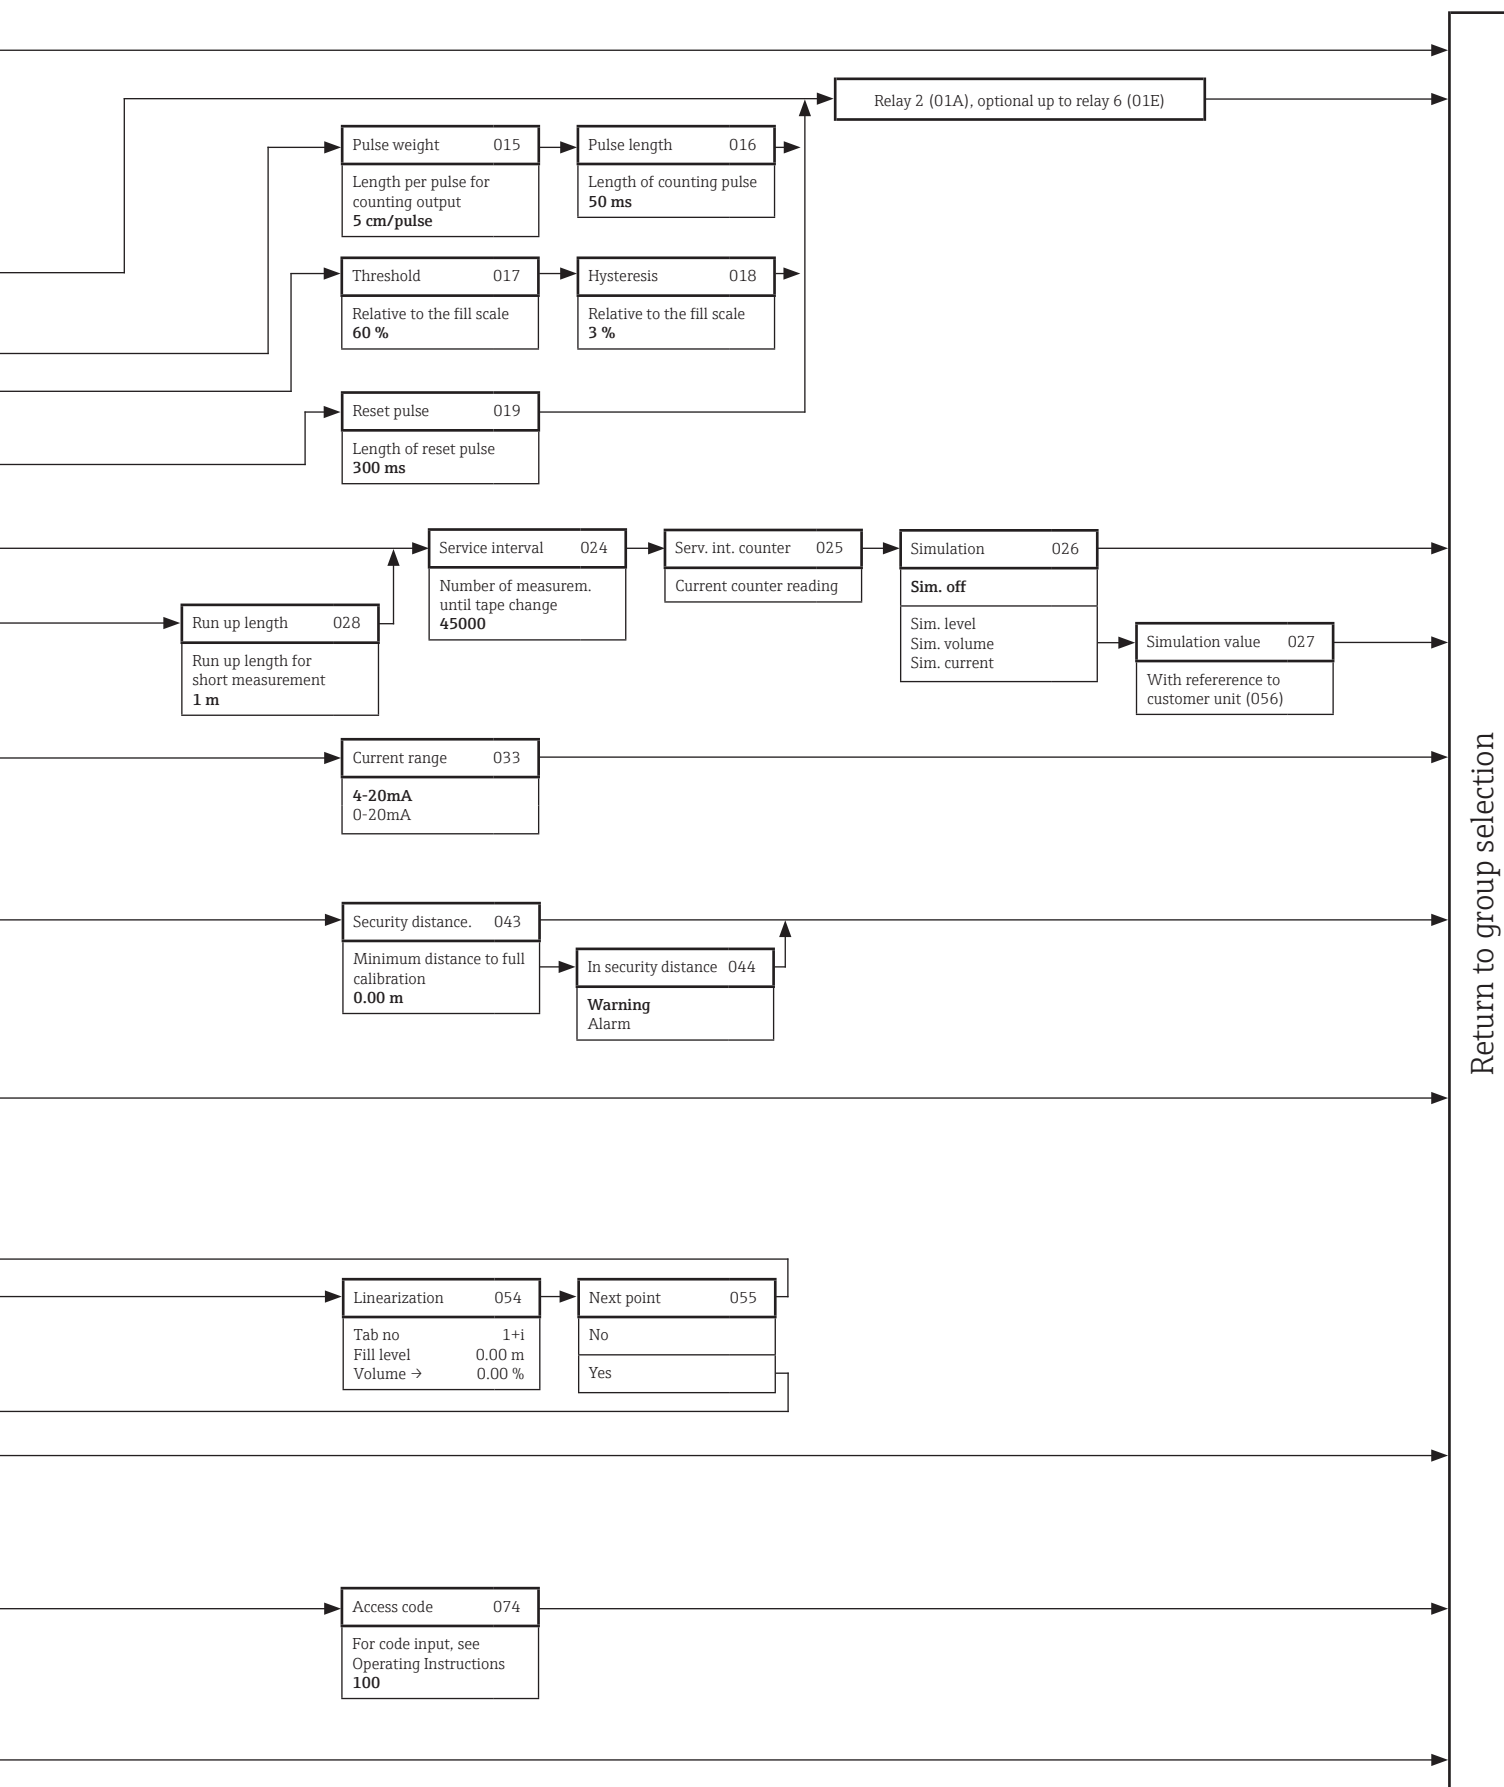 Relay 2 (01A), optional up to relay 6 (01E)
Pulse weight 015
Length per pulse for
counting output
5 cm/pulse
Pulse length 016
Length of counting pulse
50 ms
Threshold 017
Relative to the fill scale
60 %
Hysteresis 018
Relative to the fill scale
3 %
Reset pulse 019
Length of reset pulse
300 ms
Run up length 028
Run up length for
short measurement
1 m
Service interval 024
Number of measurem.
until tape change
45000
Serv. int. counter 025
Current counter reading
Simulation 026
Sim. off
Sim. level
Sim. volume
Sim. current
Simulation value 027
With refererence to
customer unit (056)
Current range 033
4-20mA
0-20mA
Security distance. 043
Minimum distance to full
calibration
0.00 m
In security distance 044
Warning
Alarm
Linearization 054
Tab no 1+i
Fill level 0.00 m
Volume → 0.00 %
Next point 055
No
Yes
Access code 074
For code input, see
Operating Instructions
100
Return to group selection